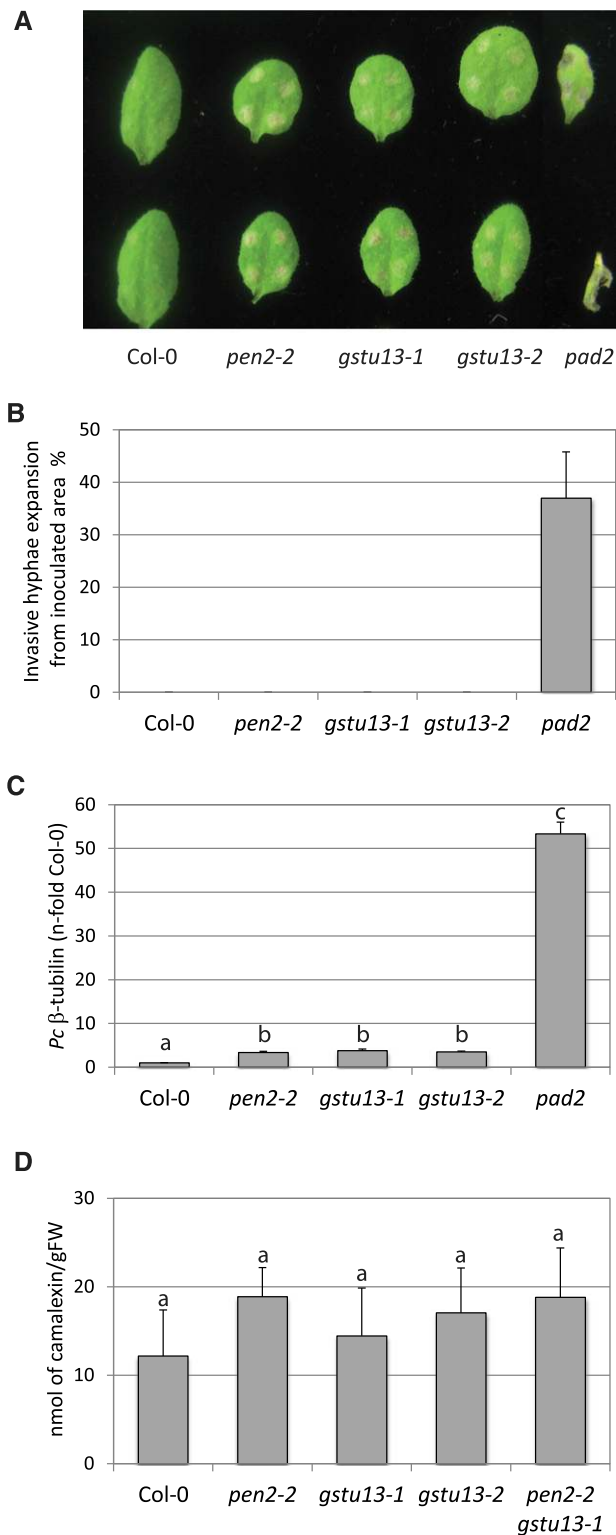 A
Col-0 pen2-2 gstu13-1 gstu13-2 pad2
B
Invasive hyphae expansion
from inoculated area %
50
40
30
20
10
0
Col-0 pen2-2 gstu13-1 gstu13-2 pad2
C
Pc β-tubilin (n-fold Col-0)
60
50
40
30
20
10
0
a b b b c
Col-0 pen2-2 gstu13-1 gstu13-2 pad2
D
nmol of camalexin/gFW
30
20
10
0
a a a a a
Col-0 pen2-2 gstu13-1 gstu13-2 pen2-2
gstu13-1